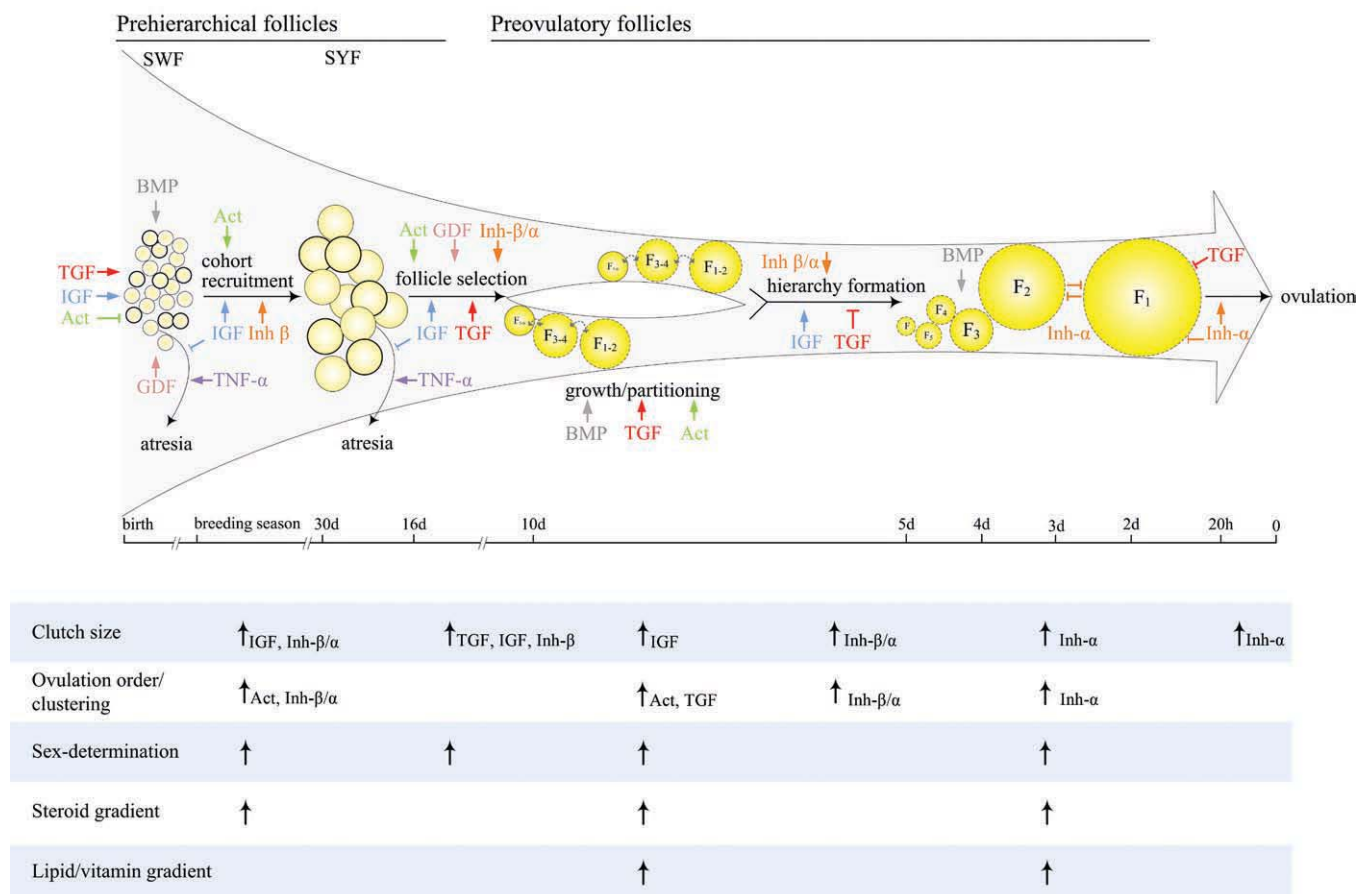 Prehierarchical follicles
Preovulatory follicles
SWF
SYF
BMP
Act
TGF
IGF
Act
GDF
cohort
recruitment
IGF
Inh β
TNF-α
atresia
Act
GDF
Inh-β/α
follicle selection
IGF
TGF
TNF-α
atresia
F3-4
F1-2
F3-4
F1-2
growth/partitioning
BMP
TGF
Act
Inh β/α
hierarchy formation
IGF
TGF
BMP
F
F5
F4
F3
F2
Inh-α
F1
TGF
Inh-α
ovulation
birth
breeding season
30d
16d
10d
5d
4d
3d
2d
20h
0
Clutch size
IGF, Inh-β/α
TGF, IGF, Inh-β
IGF
Inh-β/α
Inh-α
Inh-α
Ovulation order/
clustering
Act, Inh-β/α
Act, TGF
Inh-β/α
Inh-α
Sex-determination
Steroid gradient
Lipid/vitamin gradient